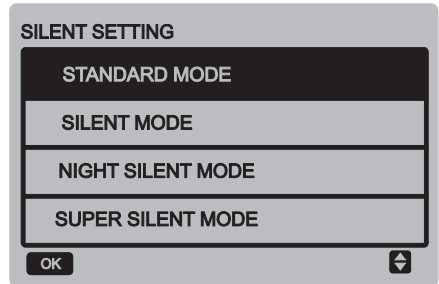 SILENT SETTING
STANDARD MODE
SILENT MODE
NIGHT SILENT MODE
SUPER SILENT MODE
OK